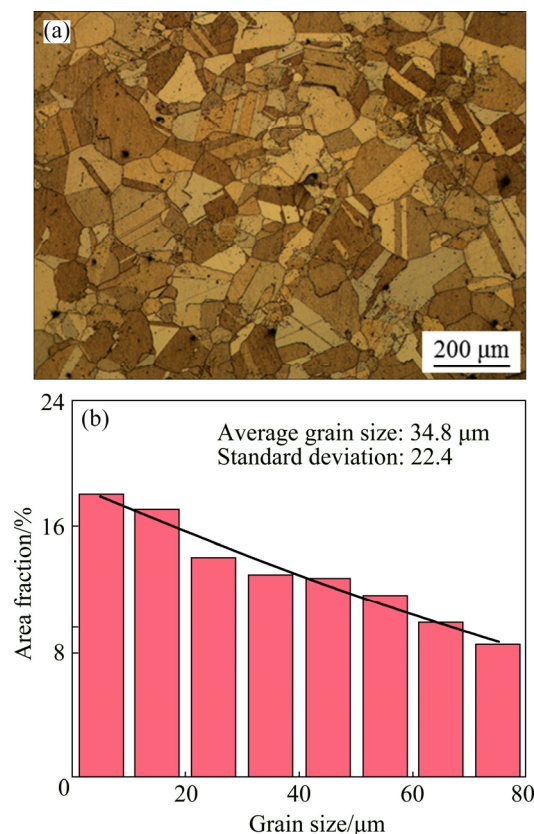 (a)
200 μm
24
(b)
Average grain size: 34.8 μm
Standard deviation: 22.4
16
8
0
20
40
60
80
Area fraction/%
Grain size/μm